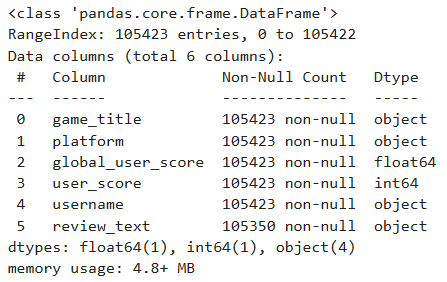 <class 'pandas.core.frame.DataFrame'>
RangeIndex: 105423 entries, 0 to 105422
Data columns (total 6 columns):
 #   Column             Non-Null Count   Dtype
---  ------             --------------   -----
 0   game_title         105423 non-null  object
 1   platform           105423 non-null  object
 2   global_user_score  105423 non-null  float64
 3   user_score         105423 non-null  int64
 4   username           105423 non-null  object
 5   review_text        105350 non-null  object
dtypes: float64(1), int64(1), object(4)
memory usage: 4.8+ MB